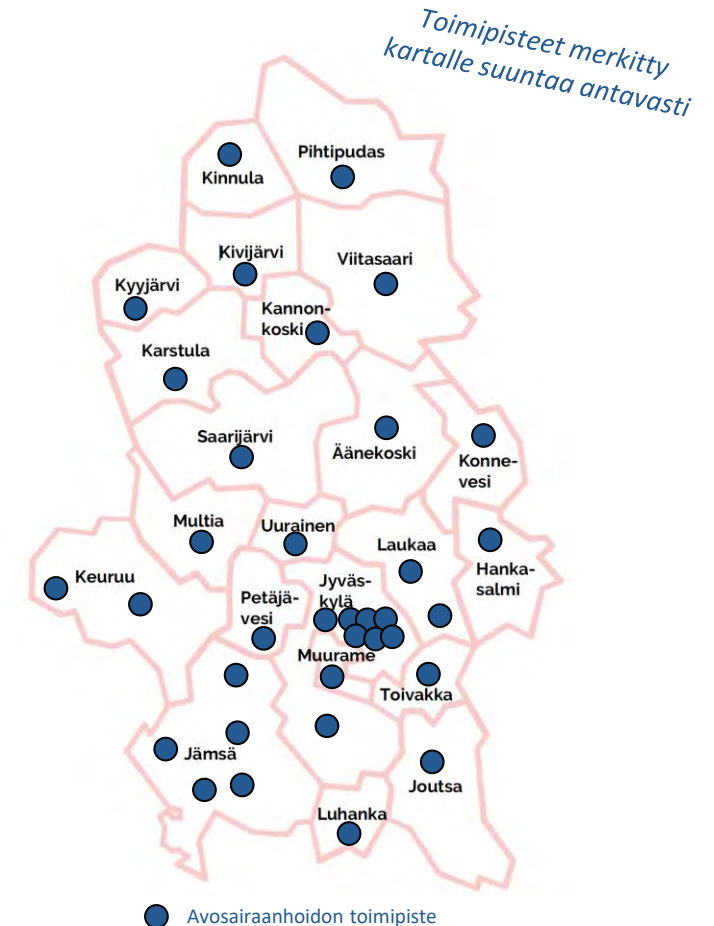 Toimipisteet merkitty
kartalle suuntaa antavasti
Pihtipudas
Kinnula
Kivijärvi
Viitasaari
Kyyjärvi
Kannon-
koski
Karstula
Saarijärvi
Äänekoski
Konne-
vesi
Multia
Uurainen
Laukaa
Hanka-
salmi
Keuruu
Jyväs-
kylä
Petäjä-
vesi
Muurame
Toivakka
Jämsä
Joutsa
Luhanka
Avosairaanhoidon toimipiste